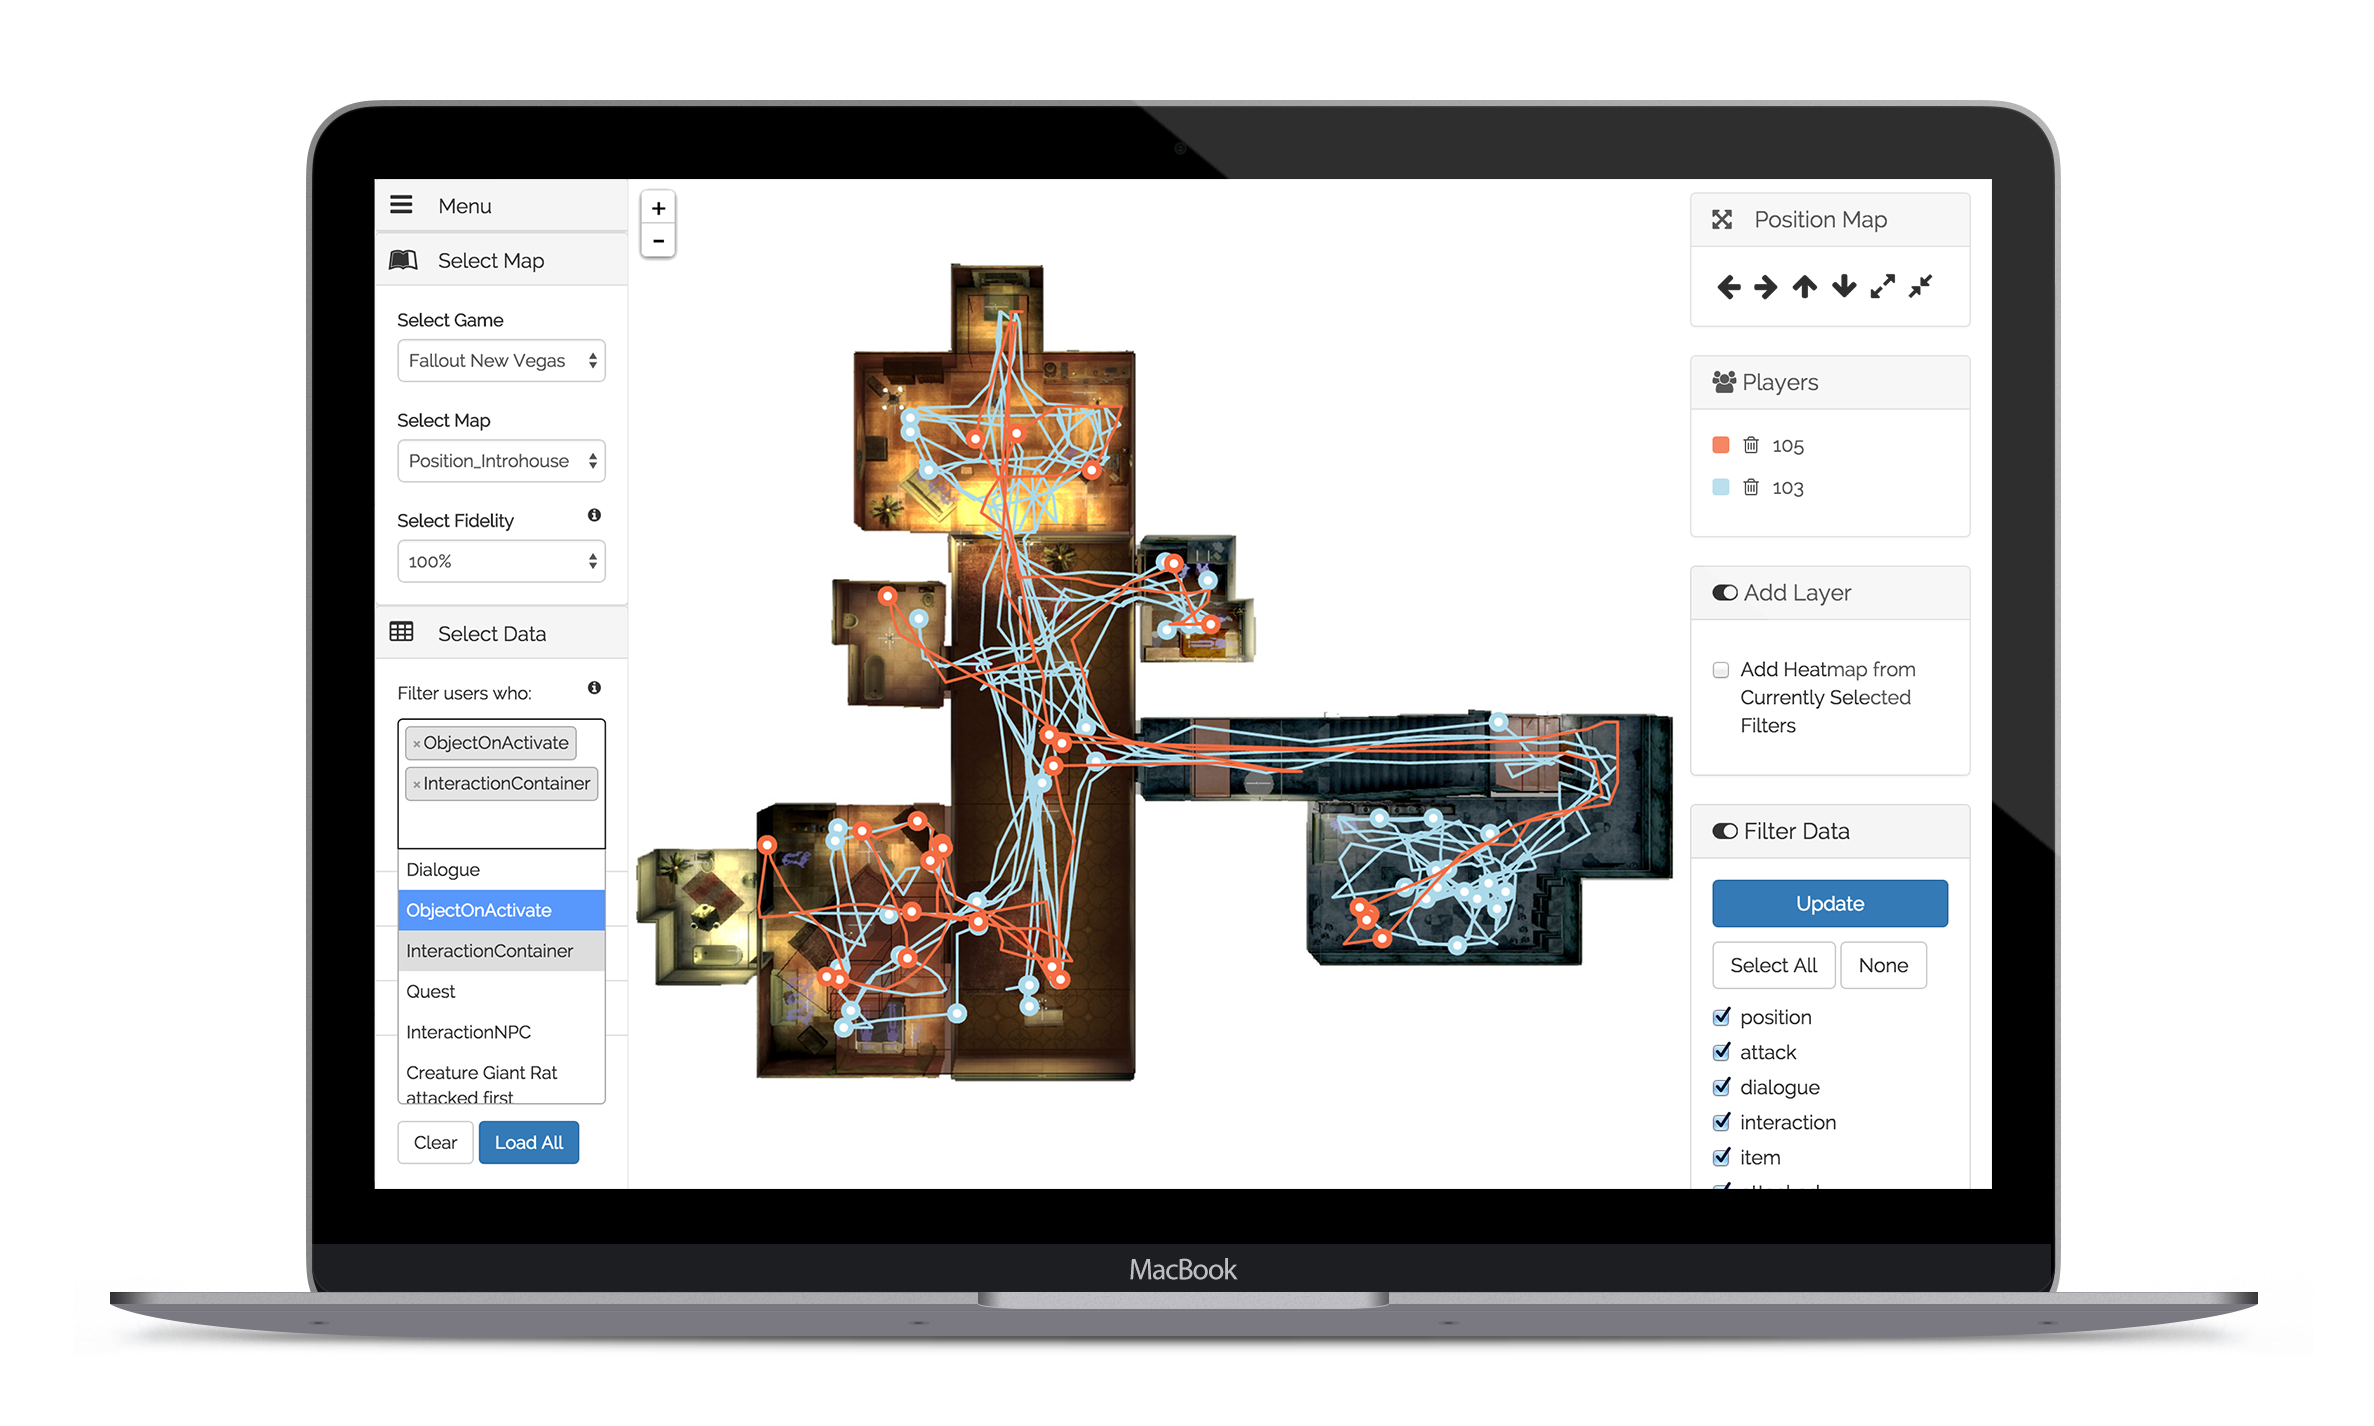 Menu
Select Map
Select Game
Fallout New Vegas
Select Map
Position_Introhouse
Select Fidelity
100%
Select Data
Filter users who:
×ObjectOnActivate
×InteractionContainer
Dialogue
ObjectOnActivate
InteractionContainer
Quest
InteractionNPC
Creature Giant Rat
attacked first
Clear
Load All
+
-
Position Map
Players
105
103
Add Layer
Add Heatmap from
Currently Selected
Filters
Filter Data
Update
Select All
None
position
attack
dialogue
interaction
item
MacBook